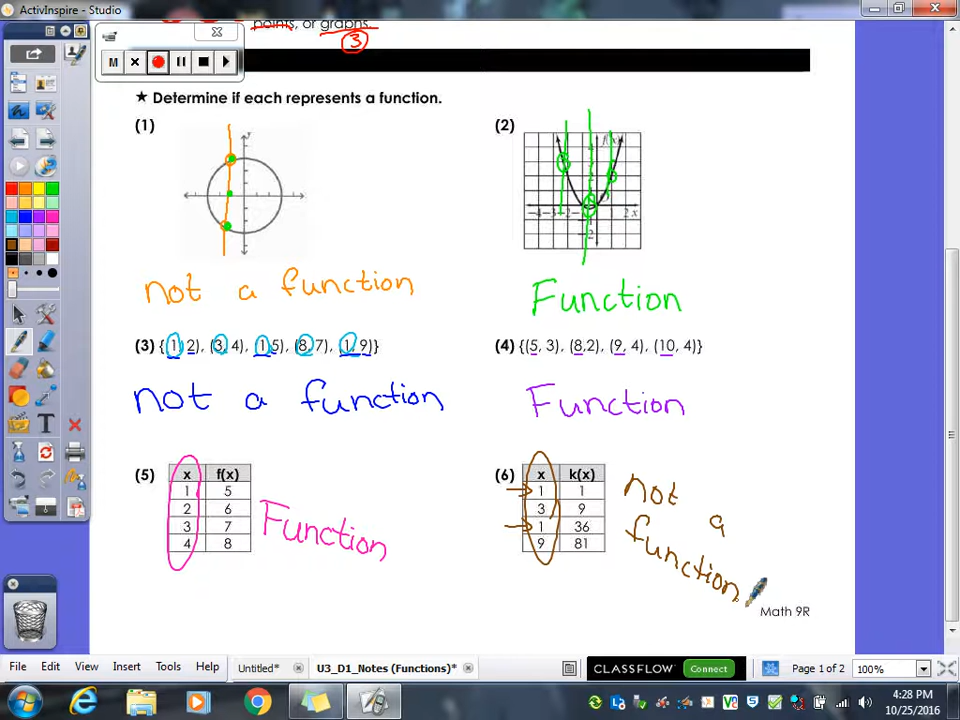 ActivInspire - Studio
points, or graphs.
3
M
★ Determine if each represents a function.
(1)
y
not a function
(2)
f(x)
-4 -3 -2 2 x
Function
(3) {(1, 2), (3, 4), (1, 5), (8, 7), (1, 9)}
not a function
(4) {(5, 3), (8,2), (9, 4), (10, 4)}
Function
(5)
x f(x)
1 5
2 6
3 7
4 8
Function
(6)
x k(x)
1 1
3 9
1 36
9 81
not
a
function
Math 9R
File Edit View Insert Tools Help
Untitled*
U3_D1_Notes (Functions)*
CLASSFLOW Connect
Page 1 of 2
100%
4:28 PM
10/25/2016